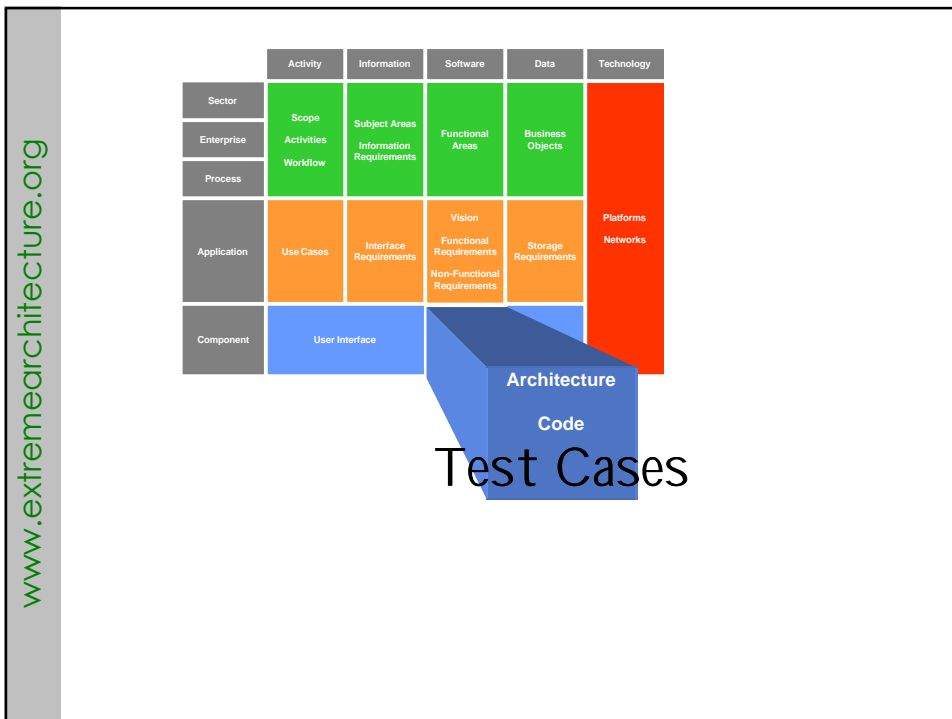 www.extremearchitecture.org
Activity
Information
Software
Data
Technology
Sector
Enterprise
Process
Scope
Activities
Workflow
Subject Areas
Information
Requirements
Functional
Areas
Business
Objects
Platforms
Networks
Application
Use Cases
Interface
Requirements
Vision
Functional
Requirements
Non-Functional
Requirements
Storage
Requirements
Component
User Interface
Architecture
Code
Test Cases